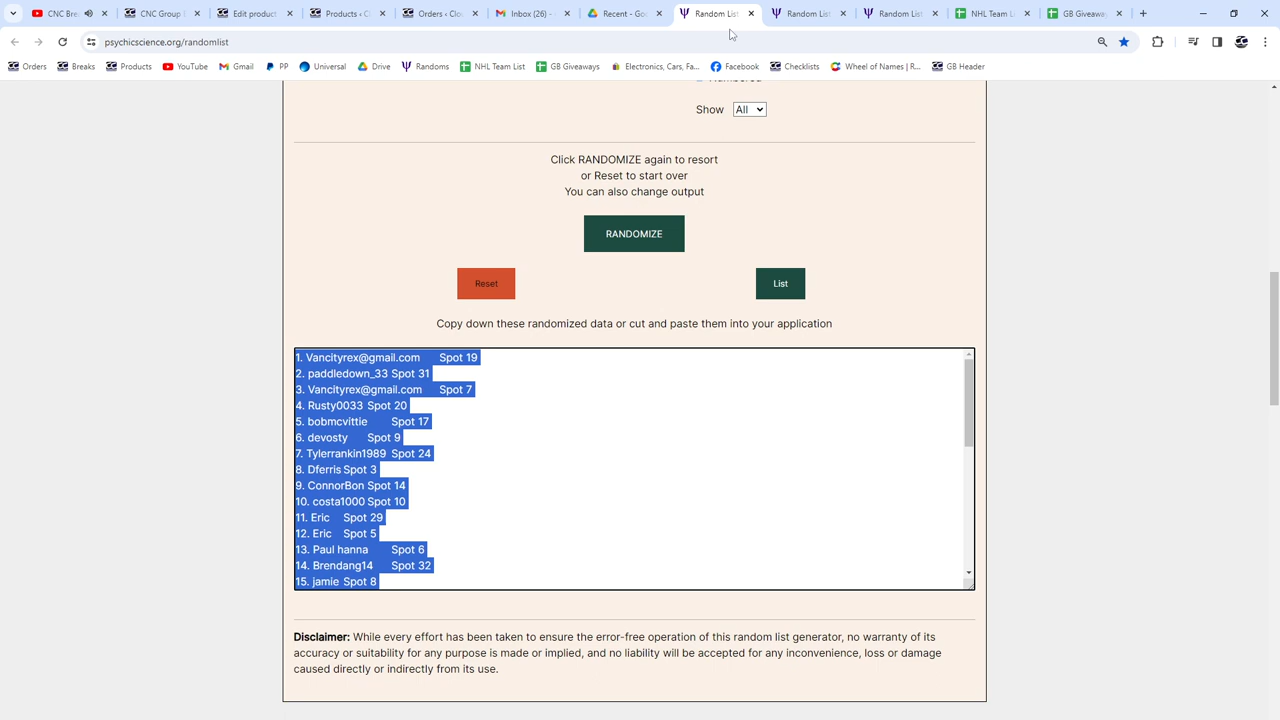 CNC Brea
CNC Group
Edit product
Products ‹ C
Orders ‹ Clo
Inbox (26) -
Recent - Goo
Random List
Random List
Random List
NHL Team L
GB Giveaway
psychicscience.org/randomlist
Orders
Breaks
Products
YouTube
Gmail
PP
Universal
Drive
Randoms
NHL Team List
GB Giveaways
Electronics, Cars, Fa...
Facebook
Checklists
Wheel of Names | R...
GB Header
Show All
Click RANDOMIZE again to resort
or Reset to start over
You can also change output
RANDOMIZE
Reset
List
Copy down these randomized data or cut and paste them into your application
1. Vancityrex@gmail.com Spot 19
2. paddledown_33 Spot 31
3. Vancityrex@gmail.com Spot 7
4. Rusty0033 Spot 20
5. bobmcvittie Spot 17
6. devosty Spot 9
7. Tylerrankin1989 Spot 24
8. Dferris Spot 3
9. ConnorBon Spot 14
10. costa1000 Spot 10
11. Eric Spot 29
12. Eric Spot 5
13. Paul hanna Spot 6
14. Brendang14 Spot 32
15. jamie Spot 8
Disclaimer: While every effort has been taken to ensure the error-free operation of this random list generator, no warranty of its
accuracy or suitability for any purpose is made or implied, and no liability will be accepted for any inconvenience, loss or damage
caused directly or indirectly from its use.